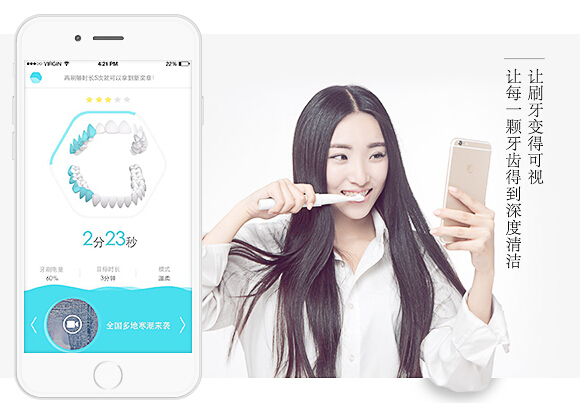 VIRGIN
4:21 PM
22%
再刷够时长5次就可以拿到新奖章!
2分23秒
牙刷电量
60%
目标时长
3分钟
模式
温柔
全国多地寒潮来袭
让刷牙变得可视
让每一颗牙齿得到深度清洁